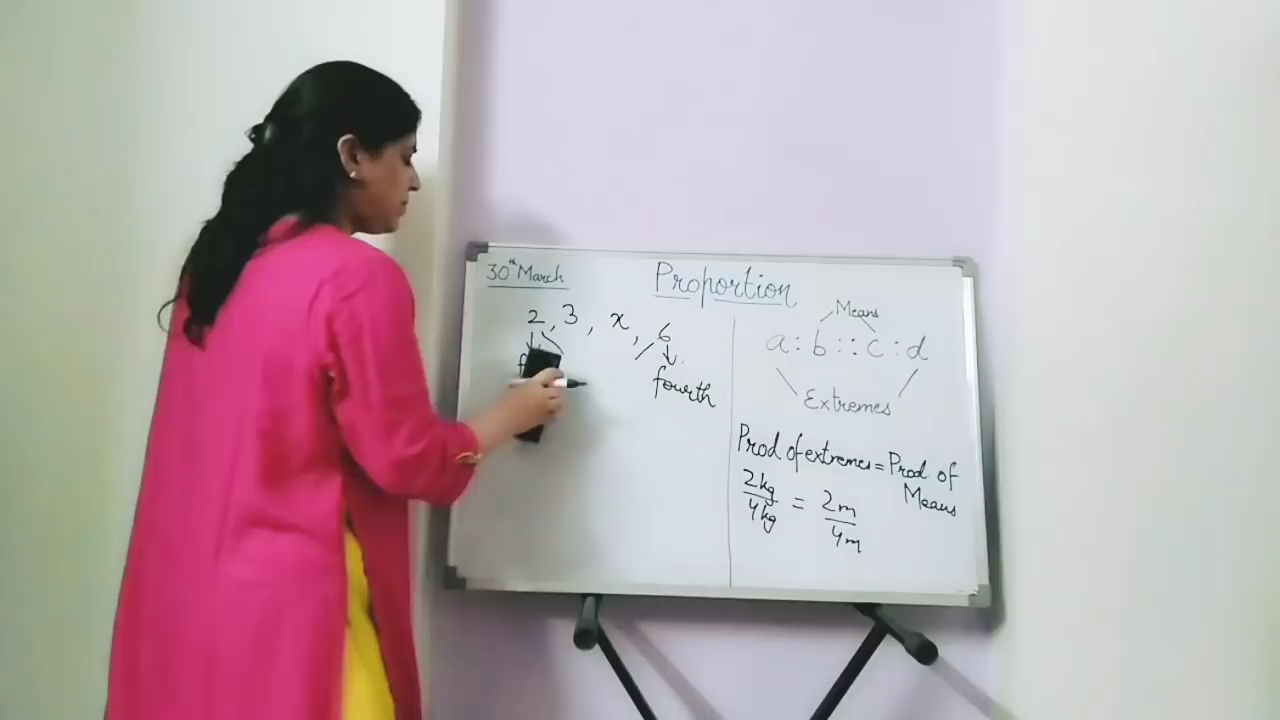 30th March
Proportion
2, 3, x, 6
fourth
Means
a : b :: c : d
Extremes
Prod of extremes = Prod of
Means
2kg/4kg = 2m/4m